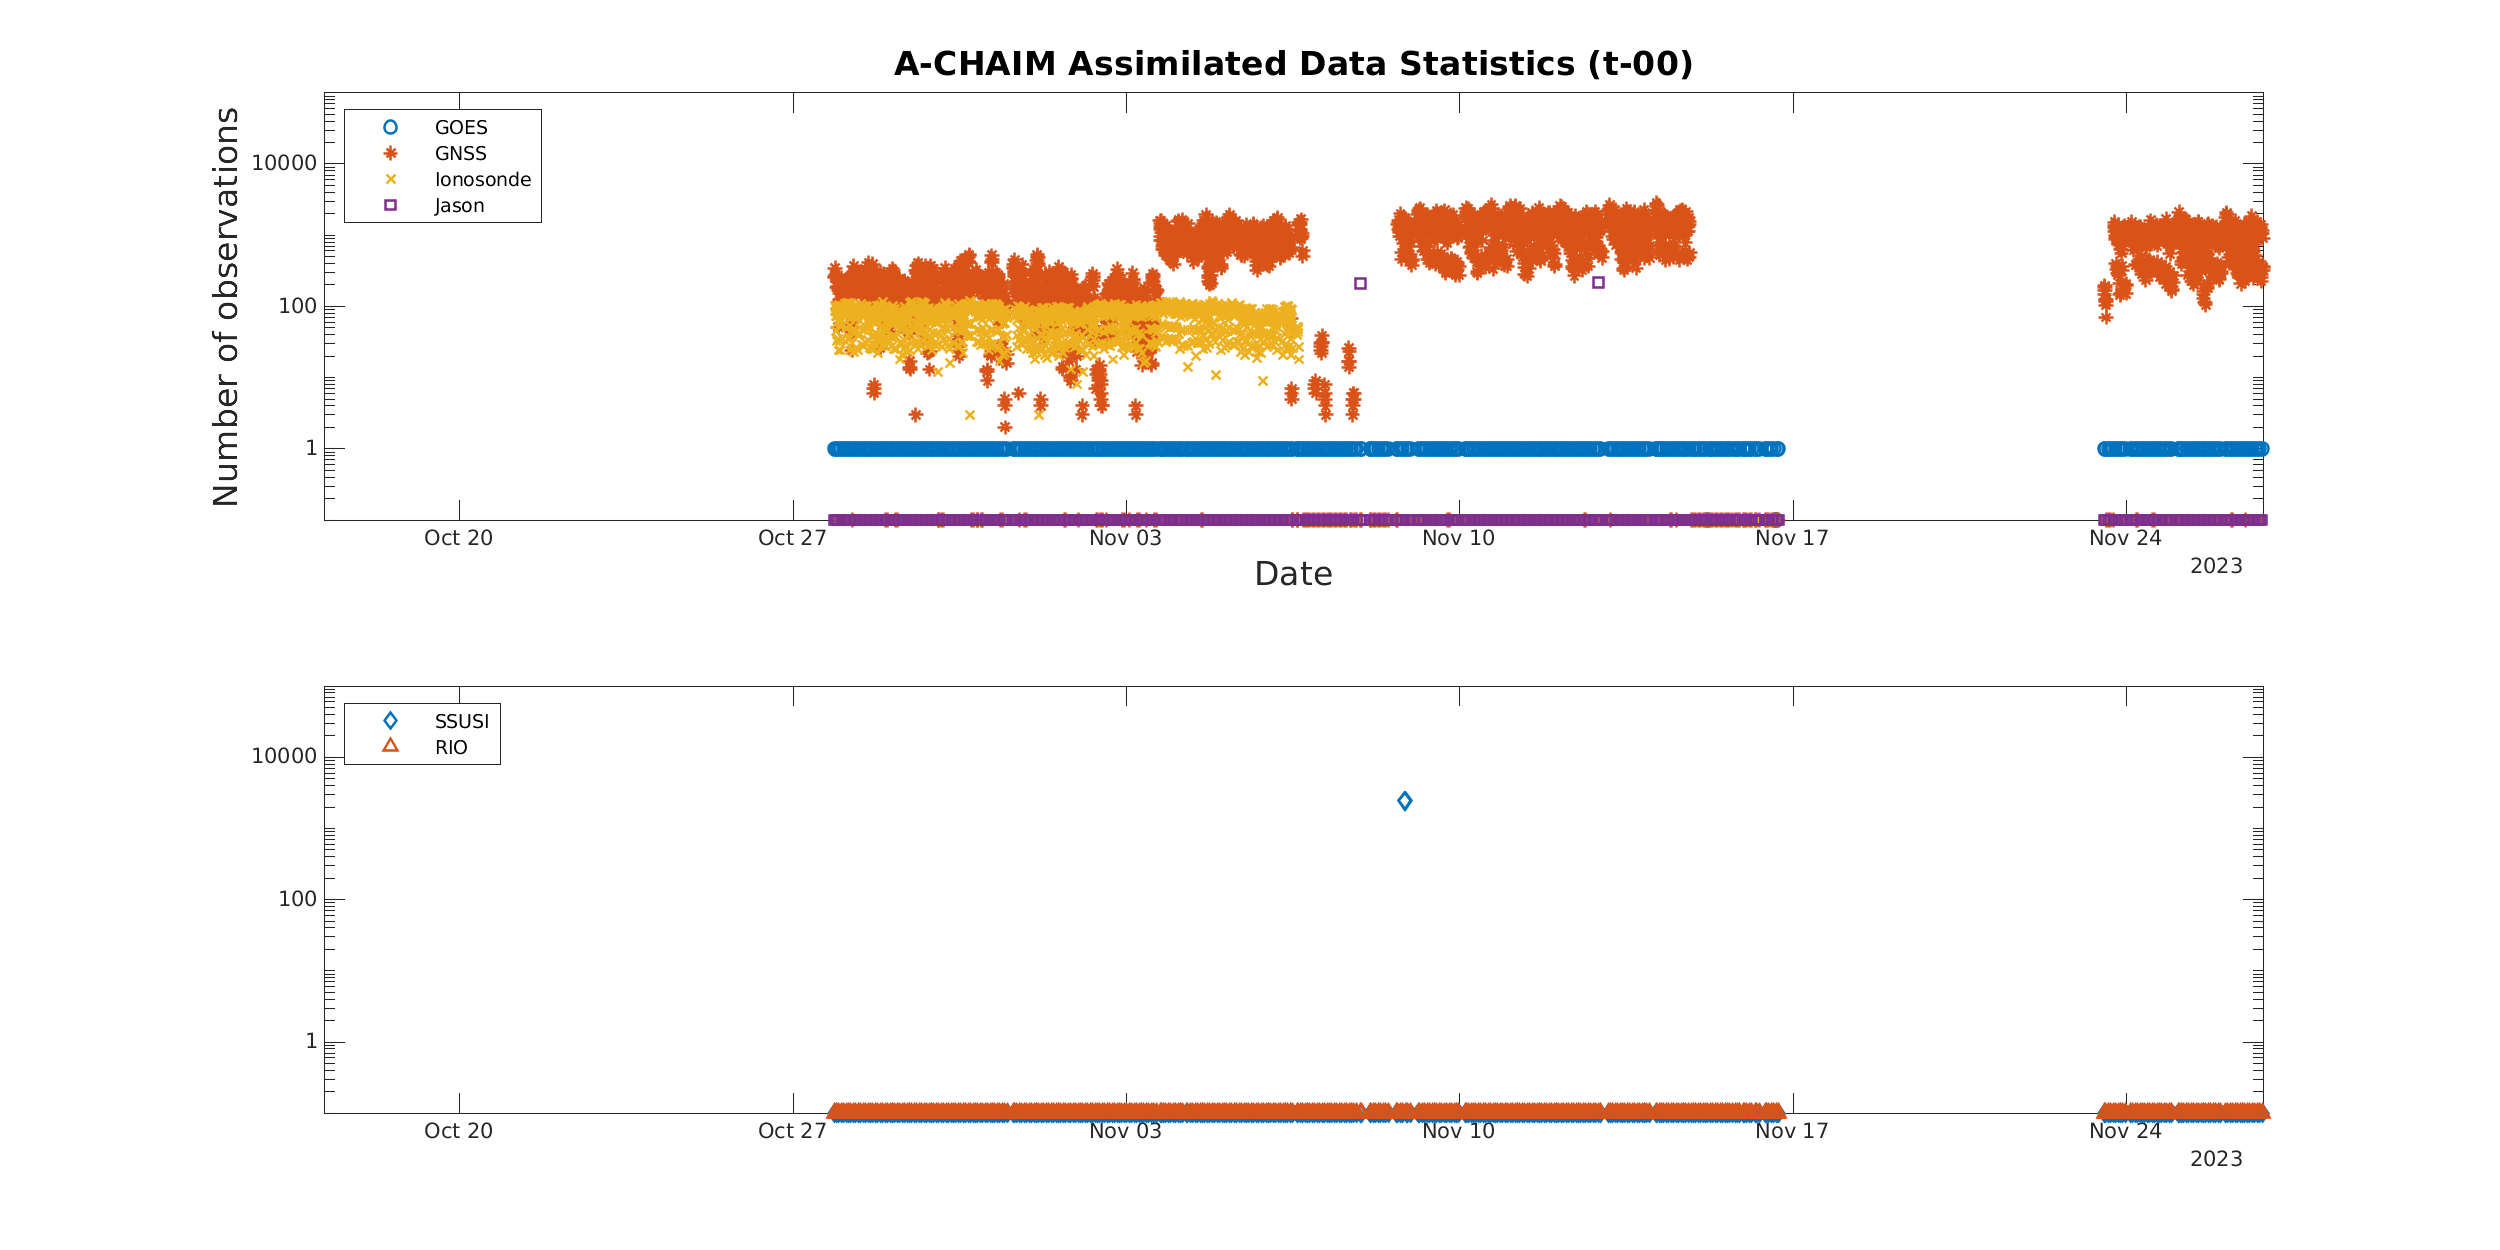 A-CHAIM Assimilated Data Statistics (t-00)
Number of observations
GOES
GNSS
Ionosonde
Jason
10000
100
1
Oct 20 Oct 27 Nov 03 Nov 10 Nov 17 Nov 24
2023
Date
SSUSI
RIO
10000
100
1
Oct 20 Oct 27 Nov 03 Nov 10 Nov 17 Nov 24
2023